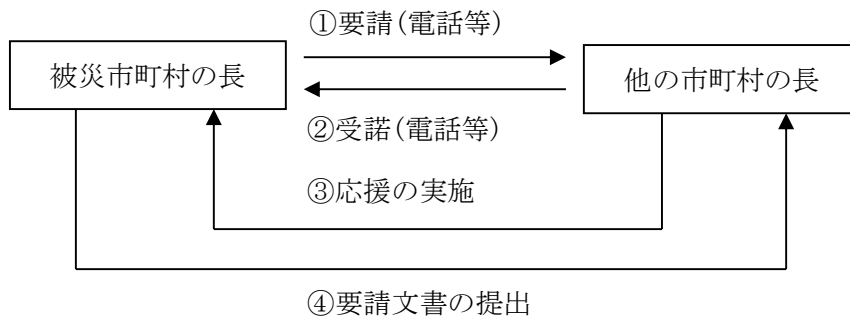 ①要請(電話等)
被災市町村の長
他の市町村の長
②受諾(電話等)
③応援の実施
④要請文書の提出